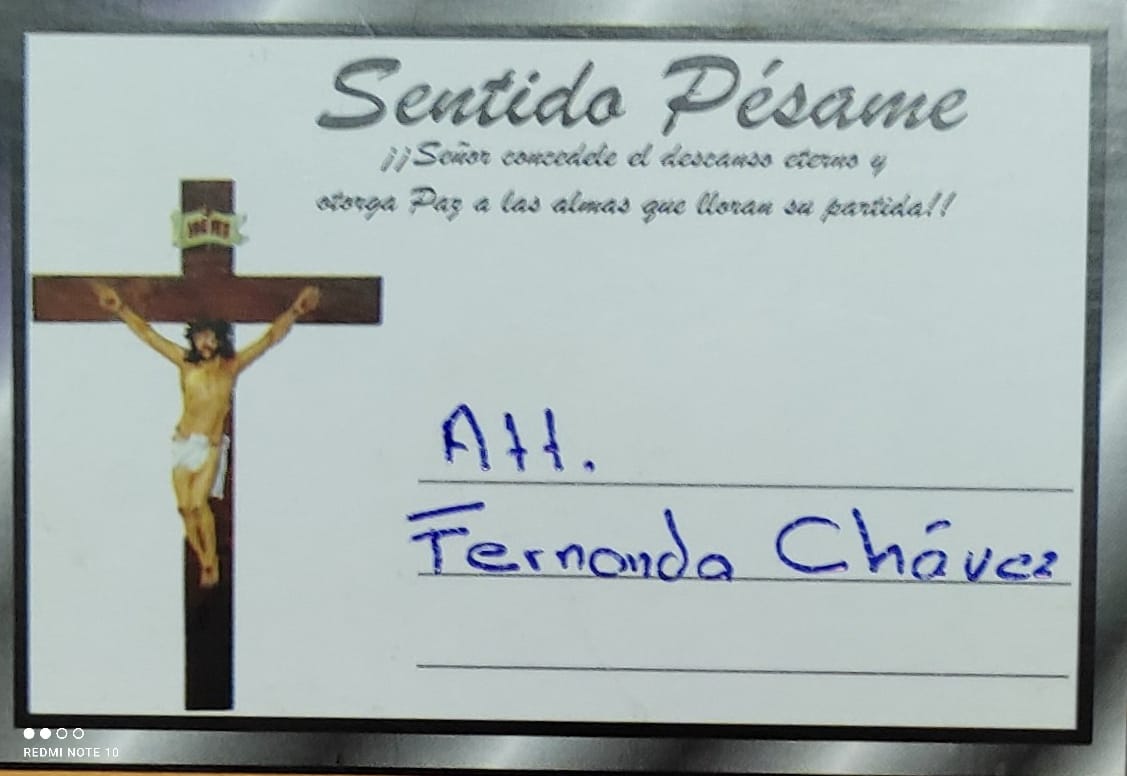 Sentido Pésame
¡¡Señor concedele el descanso eterno y
otorga Paz a las almas que lloran su partida!!
Att.
Fernanda Chávez
REDMI NOTE 10